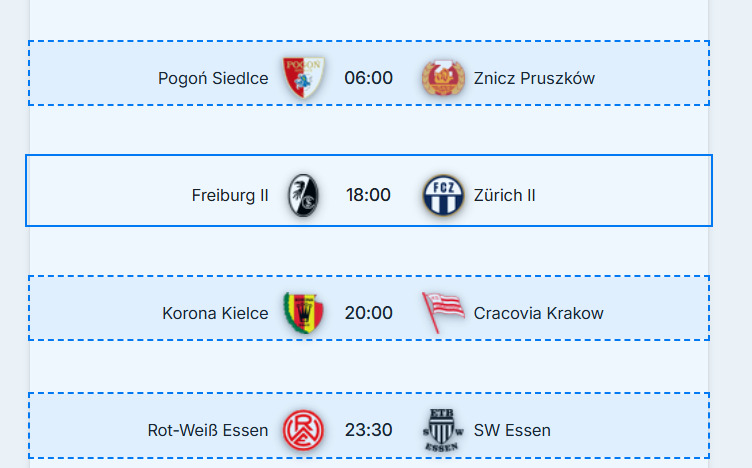 Pogoń Siedlce POGOŃ 06:00 Znicz Pruszków
Freiburg II 18:00 FCZ Zürich II
Korona Kielce 20:00 Cracovia Krakow
Rot-Weiß Essen RWE 23:30 ETB SW ESSEN SW Essen